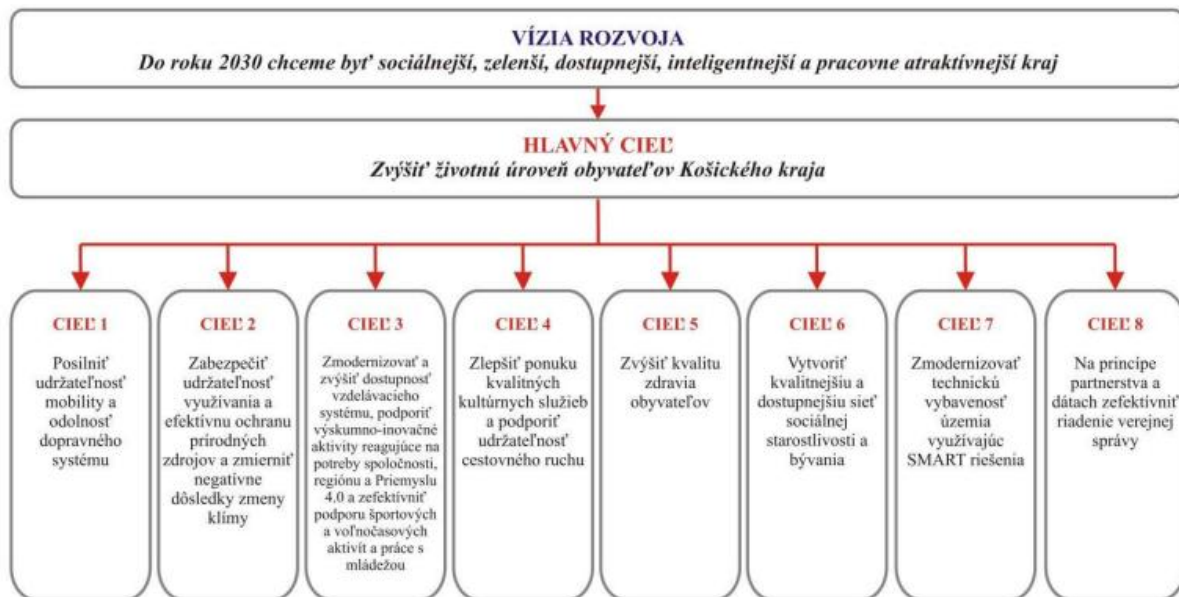 VÍZIA ROZVOJA
Do roku 2030 chceme byť sociálnejší, zelenší, dostupnejší, inteligentnejší a pracovne atraktívnejší kraj
HLAVNÝ CIEĽ
Zvýšiť životnú úroveň obyvateľov Košického kraja
CIEĽ 1
Posilniť
udržateľnosť
mobility a
odolnosť
dopravného
systému
CIEĽ 2
Zabezpečiť
udržateľnosť
využívania a
efektívnu ochranu
prírodných
zdrojov a zmierniť
negatívne
dôsledky zmeny
klímy
CIEĽ 3
Zmodernizovať a
zvýšiť dostupnosť
vzdelávacieho
systému, podporiť
výskumno-inovačné
aktivity reagujúce na
potreby spoločnosti,
regiónu a Priemyslu
4.0 a zefektívniť
podporu športových
a voľnočasových
aktivít a práce s
mládežou
CIEĽ 4
Zlepšiť ponuku
kvalitných
kultúrnych služieb
a podporiť
udržateľnosť
cestovného ruchu
CIEĽ 5
Zvýšiť kvalitu
zdravia
obyvateľov
CIEĽ 6
Vytvoriť
kvalitnejšiu a
dostupnejšiu sieť
sociálnej
starostlivosti a
bývania
CIEĽ 7
Zmodernizovať
technickú
vybavenosť
územia
využívajúc
SMART riešenia
CIEĽ 8
Na princípe
partnerstva a
dátach zefektívniť
riadenie verejnej
správy